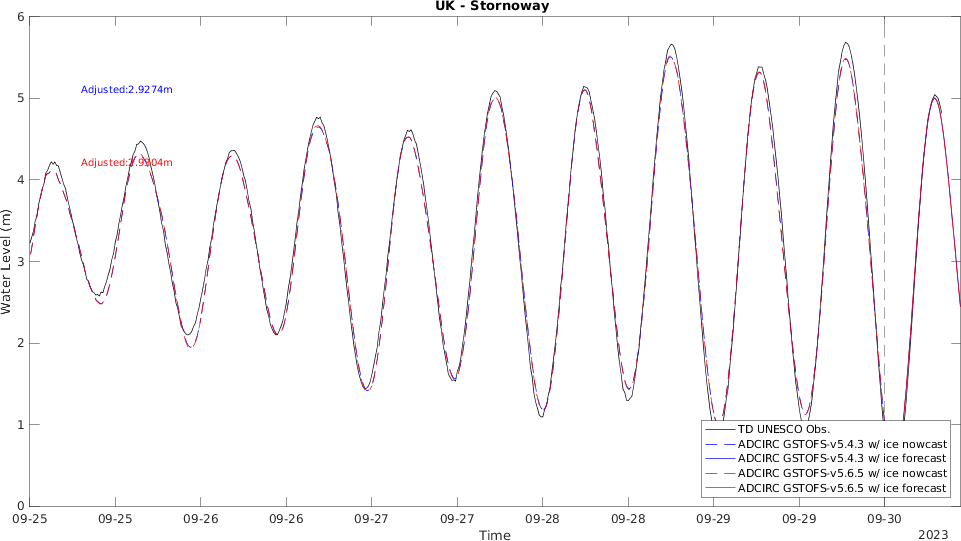 UK - Stornoway
6
5
4
3
2
1
0
Water Level (m)
Adjusted:2.9274m
TD UNESCO Obs.
ADCIRC GSTOFS-v5.4.3 w/ ice nowcast
ADCIRC GSTOFS-v5.4.3 w/ ice forecast
ADCIRC GSTOFS-v5.6.5 w/ ice nowcast
ADCIRC GSTOFS-v5.6.5 w/ ice forecast
09-25 09-25 09-26 09-26 09-27 09-27 09-28 09-28 09-29 09-29 09-30
Time
2023